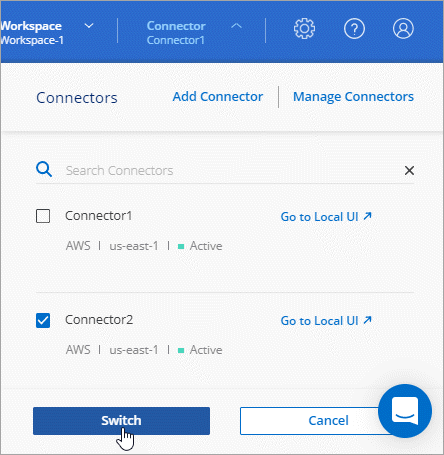 Workspace Connector
Workspace-1 Connector1
Connectors Add Connector Manage Connectors
Search Connectors
Connector1 Go to Local UI
AWS us-east-1 Active
Connector2 Go to Local UI
AWS us-east-1 Active
Switch Cancel